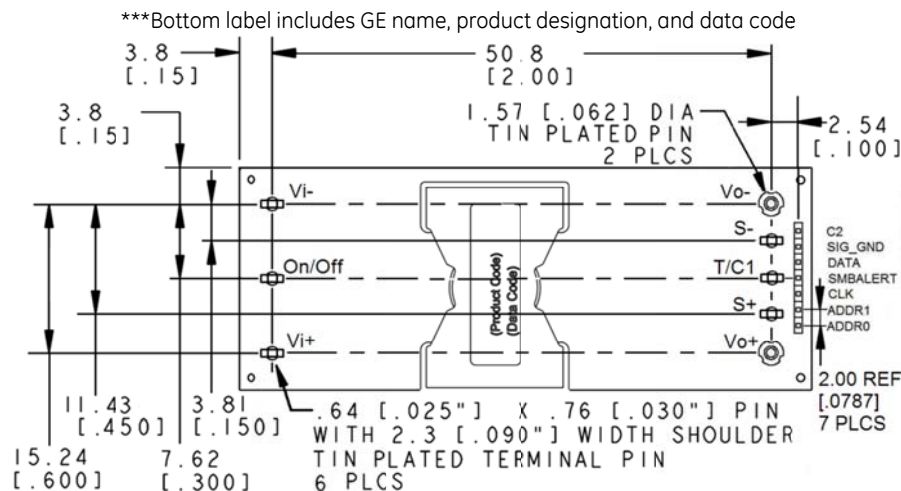 ***Bottom label includes GE name, product designation, and data code
3.8
[.15]
50.8
[2.00]
3.8
[.15]
1.57 [.062] DIA
TIN PLATED PIN
2 PLCS
2.54
[.100]
Vi-
Vo-
S-
C2
SIG_GND
DATA
On/Off
T/C1
SMBALERT
CLK
S+
ADDR1
ADDR0
(Product Code)
(Data Code)
Vi+
Vo+
2.00 REF
[.0787]
7 PLCS
11.43
[.450]
3.81
[.150]
.64 [.025"] X .76 [.030"] PIN
WITH 2.3 [.090"] WIDTH SHOULDER
TIN PLATED TERMINAL PIN
6 PLCS
15.24
[.600]
7.62
[.300]